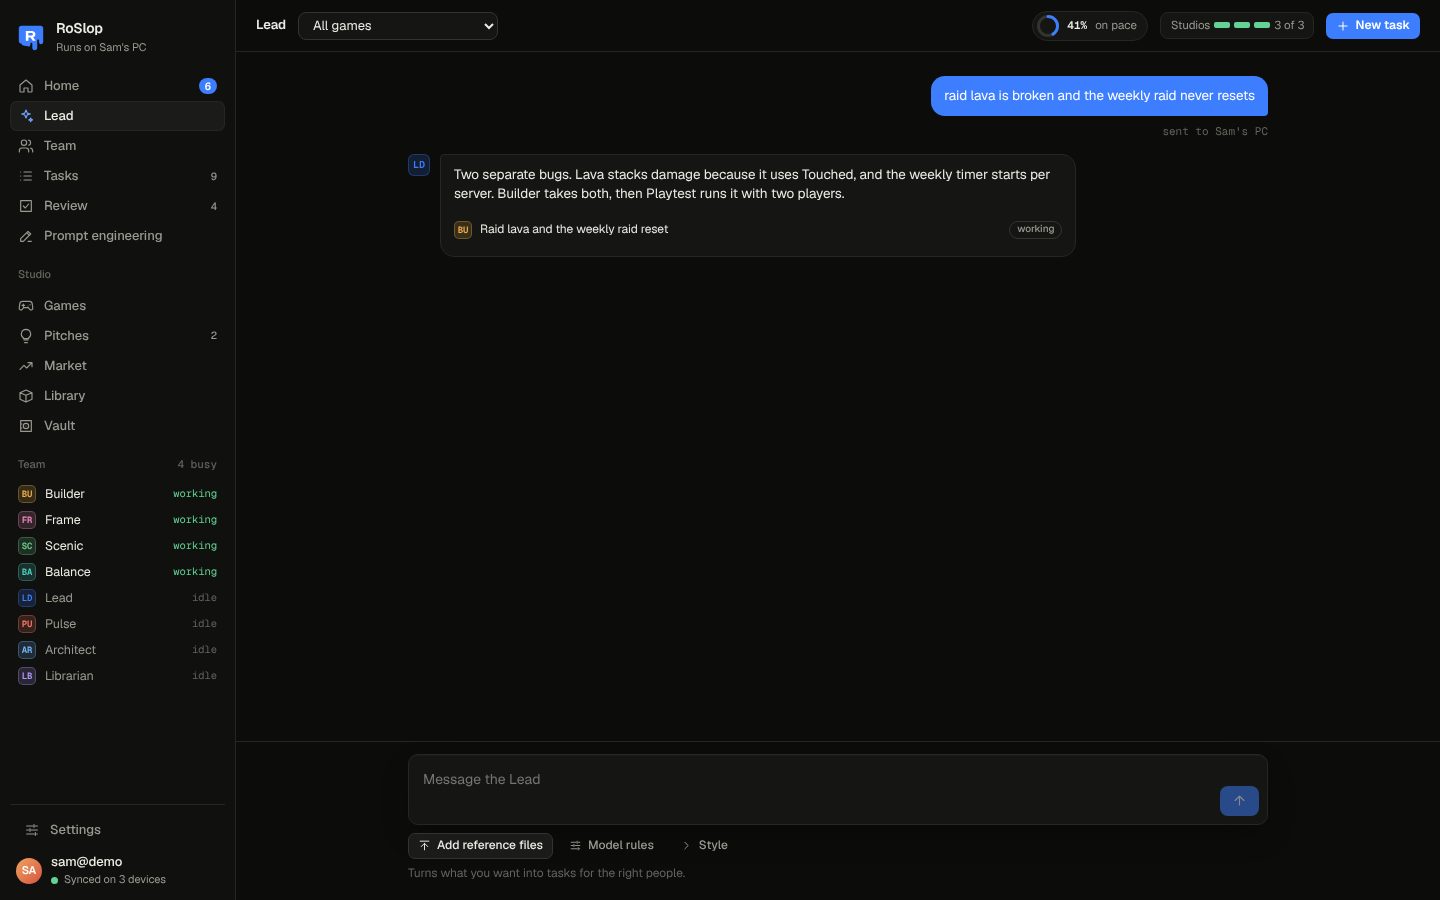 RoSlop
Runs on Sam's PC
Home 6
Lead
Team
Tasks 9
Review 4
Prompt engineering
Studio
Games
Pitches 2
Market
Library
Vault
Team 4 busy
BU Builder working
FR Frame working
SC Scenic working
BA Balance working
LD Lead idle
PU Pulse idle
AR Architect idle
LB Librarian idle
Settings
SA sam@demo
Synced on 3 devices
Lead All games 41% on pace Studios 3 of 3 + New task
raid lava is broken and the weekly raid never resets
sent to Sam's PC
LD
Two separate bugs. Lava stacks damage because it uses Touched, and the weekly timer starts per
server. Builder takes both, then Playtest runs it with two players.
BU Raid lava and the weekly raid reset working
Message the Lead
Add reference files Model rules Style
Turns what you want into tasks for the right people.